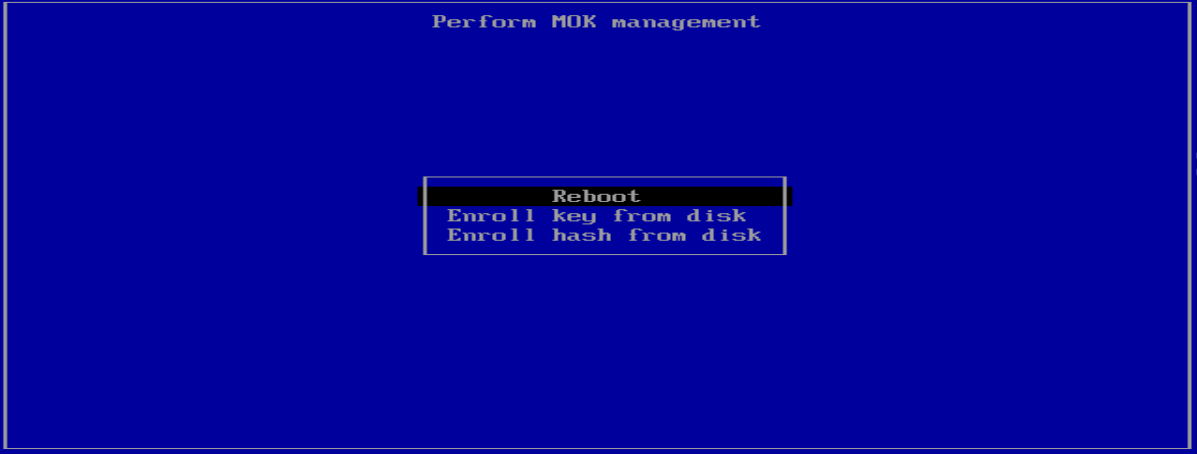 Perform MOK management
Reboot
Enroll key from disk
Enroll hash from disk